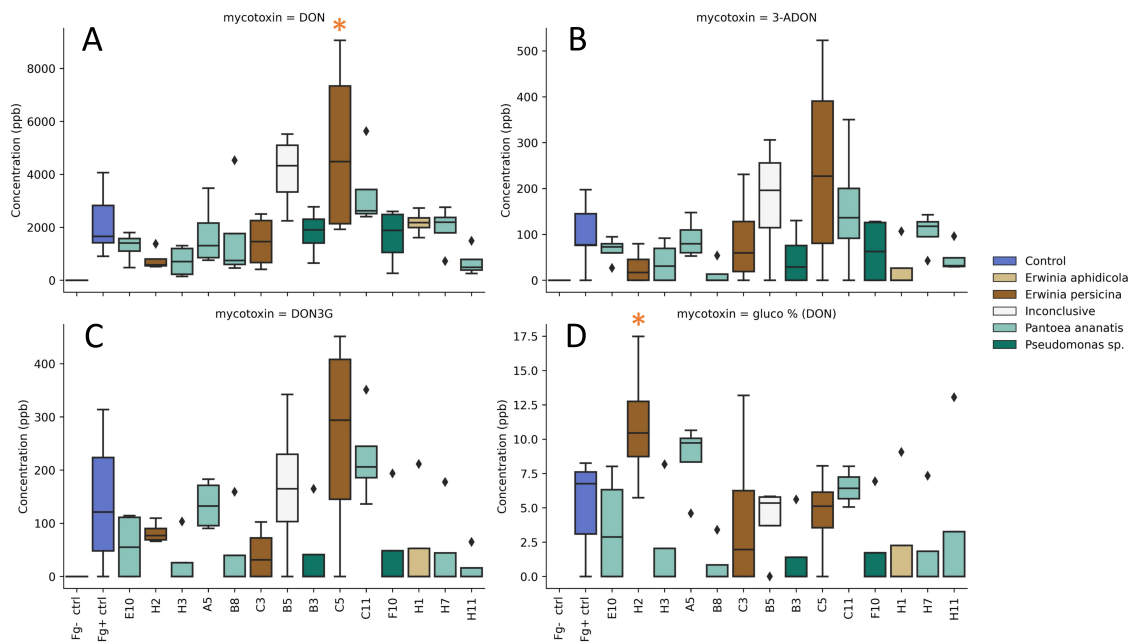 A
mycotoxin = DON
*
Concentration (ppb)
8000
6000
4000
2000
0
B
mycotoxin = 3-ADON
Concentration (ppb)
500
400
300
200
100
0
Control
Erwinia aphidicola
Erwinia persicina
Inconclusive
Pantoea ananatis
Pseudomonas sp.
C
mycotoxin = DON3G
Concentration (ppb)
400
300
200
100
0
Fg- ctrl
Fg+ ctrl
E10
H2
H3
A5
B8
C3
B5
B3
C5
C11
F10
H1
H7
H11
D
mycotoxin = gluco % (DON)
*
Concentration (ppb)
17.5
15.0
12.5
10.0
7.5
5.0
2.5
0.0
Fg- ctrl
Fg+ ctrl
E10
H2
H3
A5
B8
C3
B5
B3
C5
C11
F10
H1
H7
H11